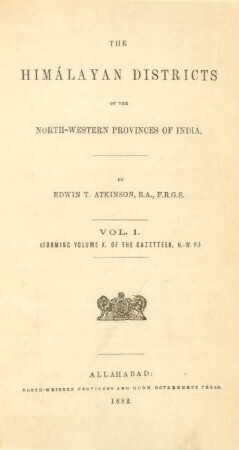 THE
HIMÁLAYAN DISTRICTS
OF THE
NORTH-WESTERN PROVINCES OF INDIA.
BY
EDWIN T. ATKINSON, B.A., F.R.G.S.
VOL. I.
(FORMING VOLUME X. OF THE GAZETTEER, N.-W. P.)
ALLAHABAD:
NORTH-WESTERN PROVINCES AND OUDH GOVERNMENT PRESS.
1882.